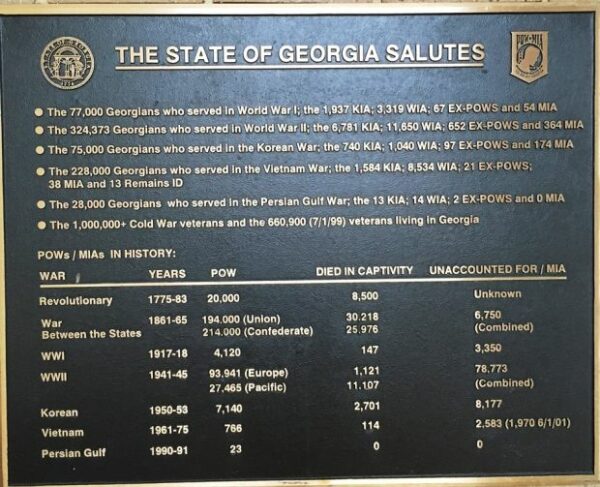 THE STATE OF GEORGIA SALUTES
POW-MIA
The 77,000 Georgians who served in World War I; the 1,937 KIA; 3,319 WIA; 67 EX-POWS and 54 MIA
The 324,373 Georgians who served in World War II; the 6,781 KIA; 11,650 WIA; 652 EX-POWS and 364 MIA
The 75,000 Georgians who served in the Korean War; the 740 KIA; 1,040 WIA; 97 EX-POWS and 174 MIA
The 228,000 Georgians who served in the Vietnam War; the 1,584 KIA; 8,534 WIA; 21 EX-POWS;
38 MIA and 13 Remains ID
The 28,000 Georgians who served in the Persian Gulf War; the 13 KIA; 14 WIA; 2 EX-POWS and 0 MIA
The 1,000,000+ Cold War veterans and the 660,900 (7/1/99) veterans living in Georgia
POWs / MIAs IN HISTORY:
WAR YEARS POW DIED IN CAPTIVITY UNACCOUNTED FOR / MIA
Revolutionary 1775-83 20,000 8,500 Unknown
War 1861-65 194.000 (Union) 30.218 6,750
Between the States 214.000 (Confederate) 25.976 (Combined)
WWI 1917-18 4,120 147 3,350
WWII 1941-45 93,941 (Europe) 1,121 78.773
27,465 (Pacific) 11.107 (Combined)
Korean 1950-53 7,140 2,701 8,177
Vietnam 1961-75 766 114 2,583 (1,970 6/1/01)
Persian Gulf 1990-91 23 0 0